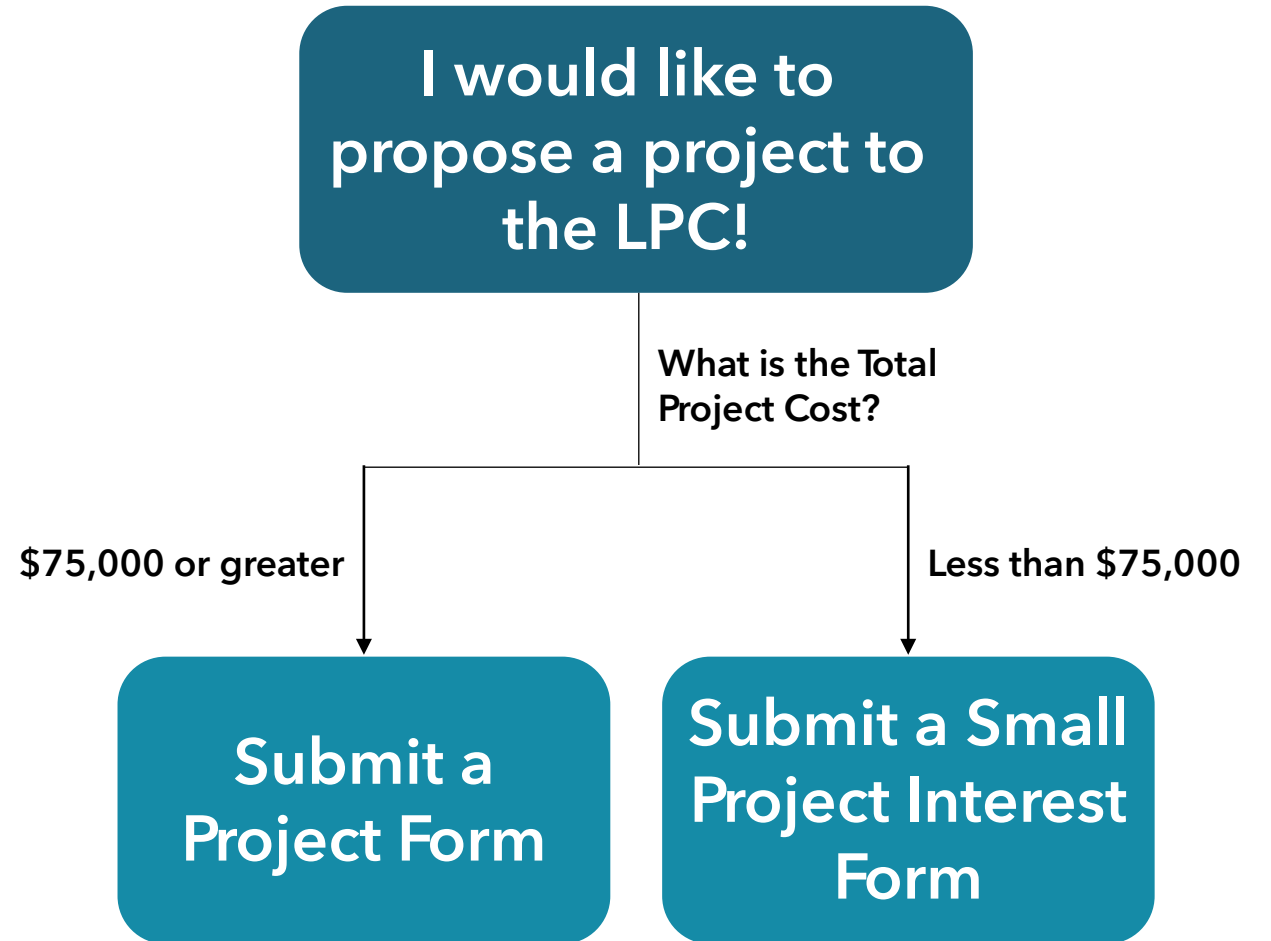 I would like to
propose a project to
the LPC!
What is the Total
Project Cost?
$75,000 or greater
Less than $75,000
Submit a
Project Form
Submit a Small
Project Interest
Form